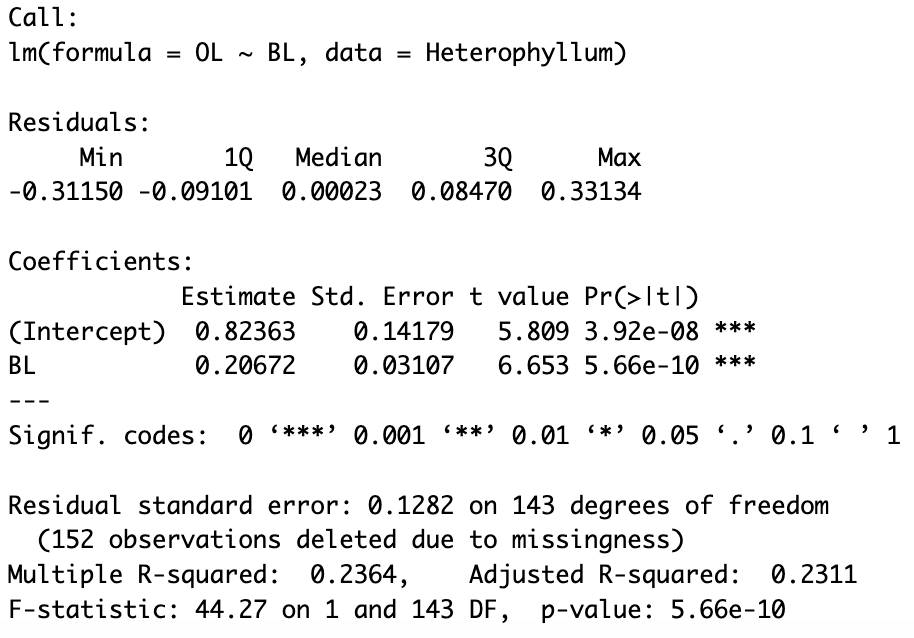 Call:
lm(formula = OL ~ BL, data = Heterophyllum)
Residuals:
Min 1Q Median 3Q Max
-0.31150 -0.09101 0.00023 0.08470 0.33134
Coefficients:
Estimate Std. Error t value Pr(>|t|)
(Intercept) 0.82363 0.14179 5.809 3.92e-08 ***
BL 0.20672 0.03107 6.653 5.66e-10 ***
---
Signif. codes: 0 ‘***’ 0.001 ‘**’ 0.01 ‘*’ 0.05 ‘.’ 0.1 ‘ ’ 1
Residual standard error: 0.1282 on 143 degrees of freedom
(152 observations deleted due to missingness)
Multiple R-squared: 0.2364, Adjusted R-squared: 0.2311
F-statistic: 44.27 on 1 and 143 DF, p-value: 5.66e-10